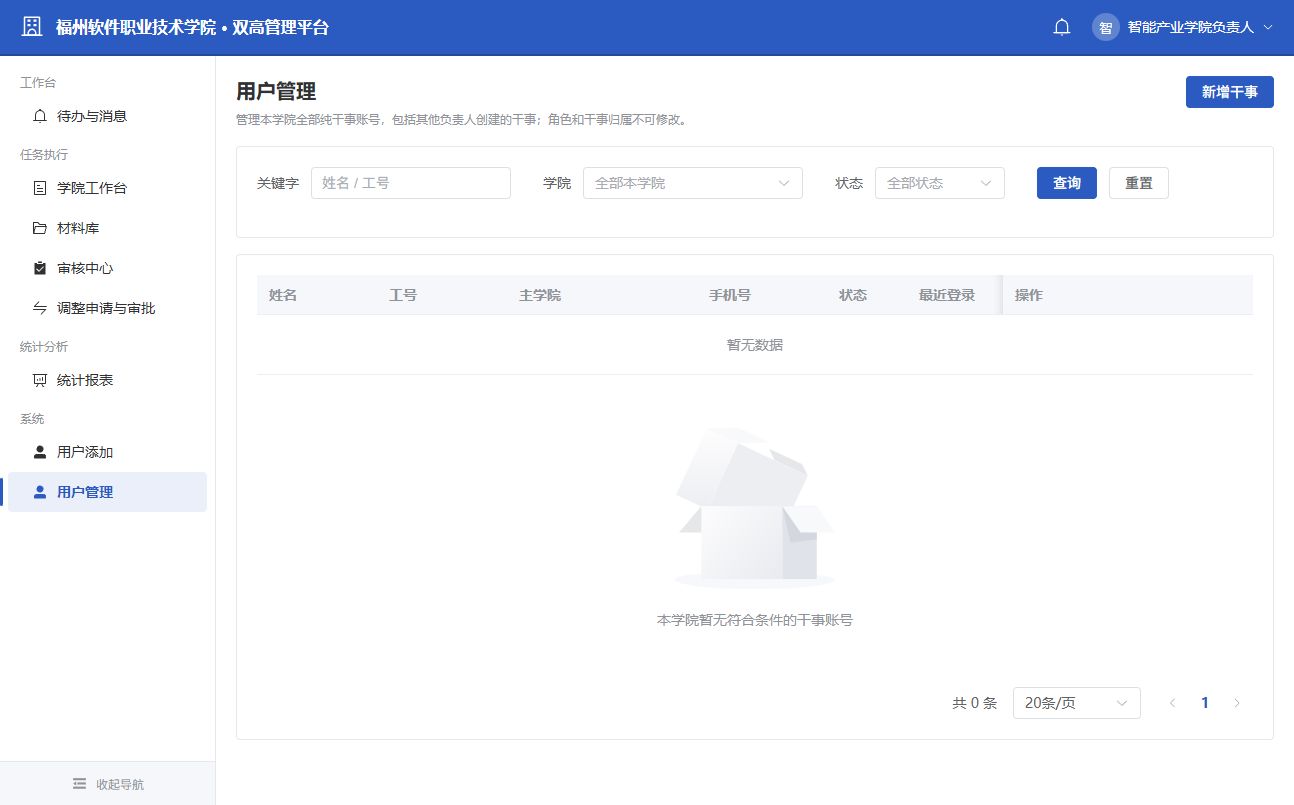 福州软件职业技术学院 • 双高管理平台
智 智能产业学院负责人
工作台
待办与消息
任务执行
学院工作台
材料库
审核中心
调整申请与审批
统计分析
统计报表
系统
用户添加
用户管理
收起导航
用户管理
新增干事
管理本学院全部纯干事账号，包括其他负责人创建的干事；角色和干事归属不可修改。
关键字 姓名 / 工号 学院 全部本学院 状态 全部状态 查询 重置
姓名 工号 主学院 手机号 状态 最近登录 操作
暂无数据
本学院暂无符合条件的干事账号
共 0 条 20条/页 1